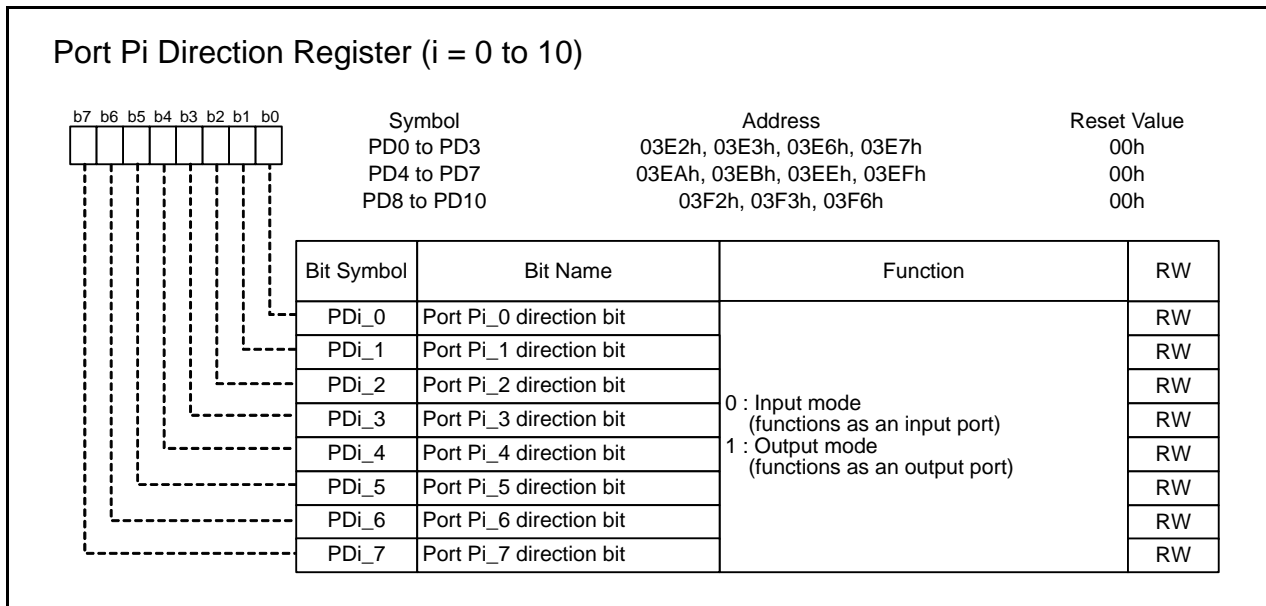 Port Pi Direction Register (i = 0 to 10)
b7 b6 b5 b4 b3 b2 b1 b0
Symbol Address Reset Value
PD0 to PD3 03E2h, 03E3h, 03E6h, 03E7h 00h
PD4 to PD7 03EAh, 03EBh, 03EEh, 03EFh 00h
PD8 to PD10 03F2h, 03F3h, 03F6h 00h
Bit Symbol Bit Name Function RW
PDi_0 Port Pi_0 direction bit RW
PDi_1 Port Pi_1 direction bit RW
PDi_2 Port Pi_2 direction bit RW
PDi_3 Port Pi_3 direction bit RW
PDi_4 Port Pi_4 direction bit RW
PDi_5 Port Pi_5 direction bit RW
PDi_6 Port Pi_6 direction bit RW
PDi_7 Port Pi_7 direction bit RW
0 : Input mode
(functions as an input port)
1 : Output mode
(functions as an output port)